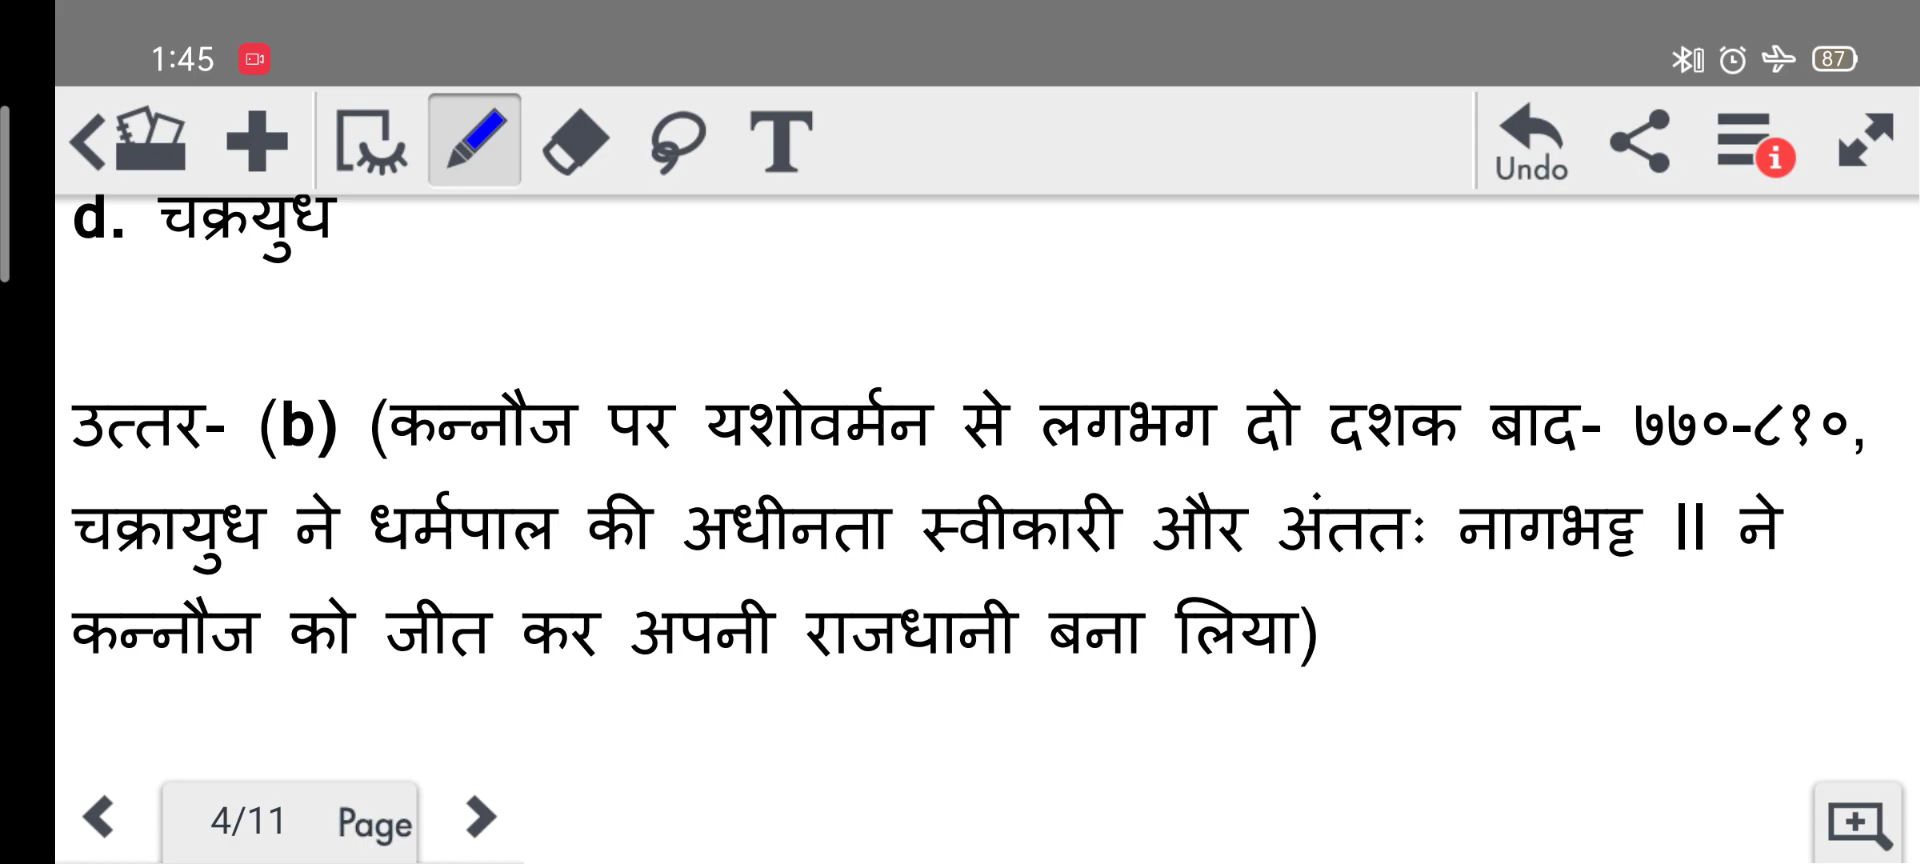 1:45
87
Undo
d. चक्रयुध
उत्तर- (b) (कन्नौज पर यशोवर्मन से लगभग दो दशक बाद- ७७०-८१०,
चक्रायुध ने धर्मपाल की अधीनता स्वीकारी और अंततः नागभट्ट II ने
कन्नौज को जीत कर अपनी राजधानी बना लिया)
4/11 Page